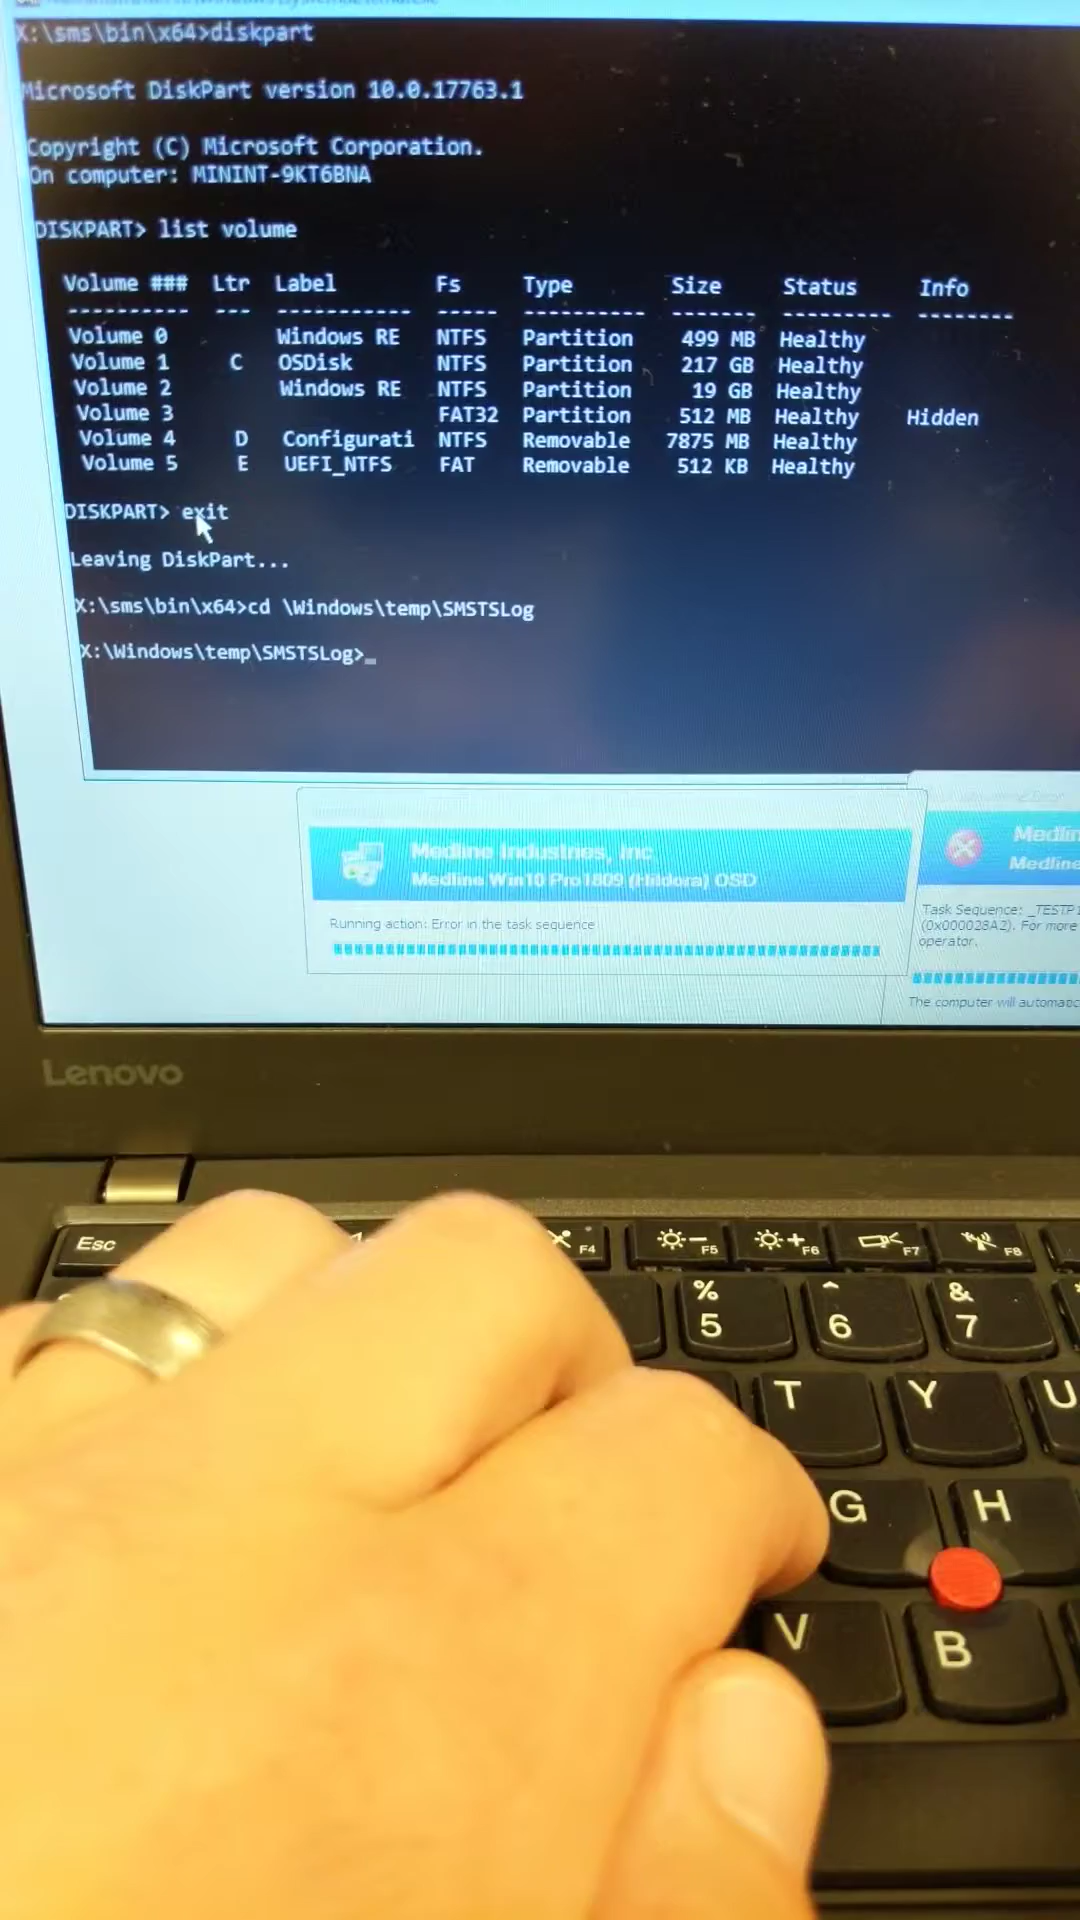 X:\sms\bin\x64>diskpart
Microsoft DiskPart version 10.0.17763.1
Copyright (C) Microsoft Corporation.
On computer: MININT-9KT6BNA
DISKPART> list volume
Volume ### Ltr Label Fs Type Size Status Info
---------- --- ----------- ----- ---------- ------- --------- --------
Volume 0 Windows RE NTFS Partition 499 MB Healthy
Volume 1 C OSDisk NTFS Partition 217 GB Healthy
Volume 2 Windows RE NTFS Partition 19 GB Healthy
Volume 3 FAT32 Partition 512 MB Healthy Hidden
Volume 4 D Configurati NTFS Removable 7875 MB Healthy
Volume 5 E UEFI_NTFS FAT Removable 512 KB Healthy
DISKPART> exit
Leaving DiskPart...
X:\sms\bin\x64>cd \Windows\temp\SMSTSLog
X:\Windows\temp\SMSTSLog>_
Medline Industries, Inc
Medline Win10 Pro1809 (Hildora) OSD
Running action: Error in the task sequence
Medlin
Medline
Task Sequence: _TESTP1
(0x000028A2). For more
operator.
The computer will automatic
Lenovo
Esc F4 F5 F6 F7 F8
% 5 ^ 6 & 7
T Y U
G H
V B